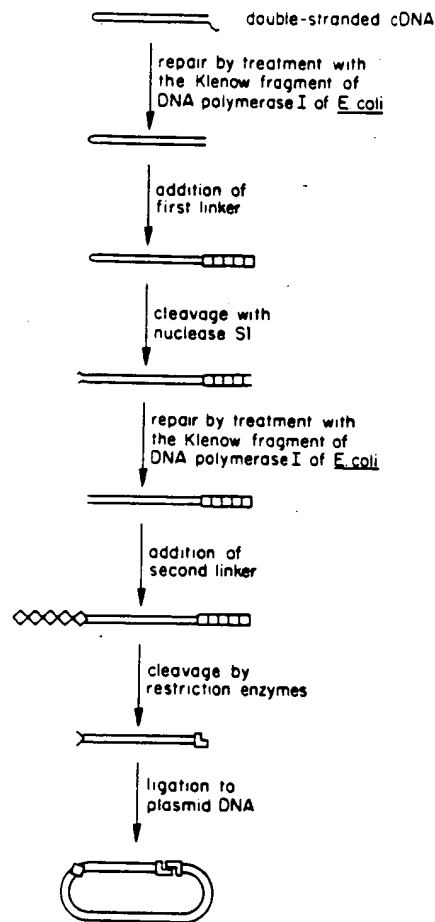 double-stranded cDNA
repair by treatment with
the Klenow fragment of
DNA polymerase I of E. coli
addition of
first linker
cleavage with
nuclease S1
repair by treatment with
the Klenow fragment of
DNA polymerase I of E. coli
addition of
second linker
cleavage by
restriction enzymes
ligation to
plasmid DNA